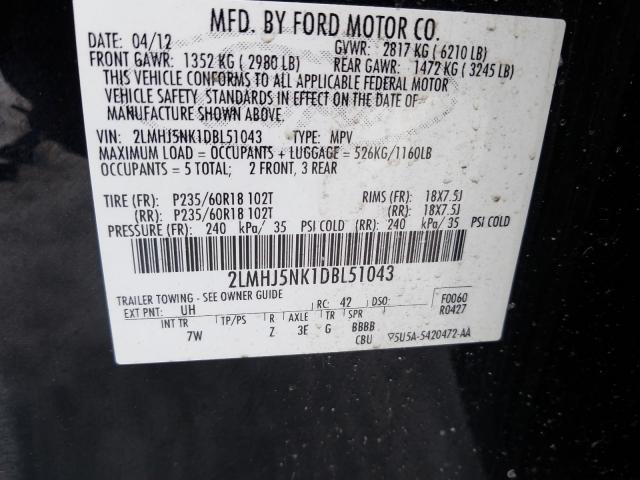 MFD. BY FORD MOTOR CO.
DATE: 04/12 GVWR: 2817 KG ( 6210 LB)
FRONT GAWR: 1352 KG ( 2980 LB) REAR GAWR: 1472 KG ( 3245 LB)
THIS VEHICLE CONFORMS TO ALL APPLICABLE FEDERAL MOTOR
VEHICLE SAFETY STANDARDS IN EFFECT ON THE DATE OF
MANUFACTURE SHOWN ABOVE.
VIN: 2LMHJ5NK1DBL51043 TYPE: MPV
MAXIMUM LOAD = OCCUPANTS + LUGGAGE = 526KG/1160LB
OCCUPANTS = 5 TOTAL; 2 FRONT, 3 REAR
TIRE (FR): P235/60R18 102T RIMS (FR): 18X7.5J
(RR): P235/60R18 102T (RR): 18X7.5J
PRESSURE (FR): 240 kPa/ 35 PSI COLD (RR): 240 kPa/ 35 PSI COLD
2LMHJ5NK1DBL51043
TRAILER TOWING - SEE OWNER GUIDE
EXT PNT: UH RC: 42 DSO: F0060
INT TR TP/PS R AXLE TR SPR R0427
7W Z 3E G BBBB
CBU ▽5U5A-5420472-AA